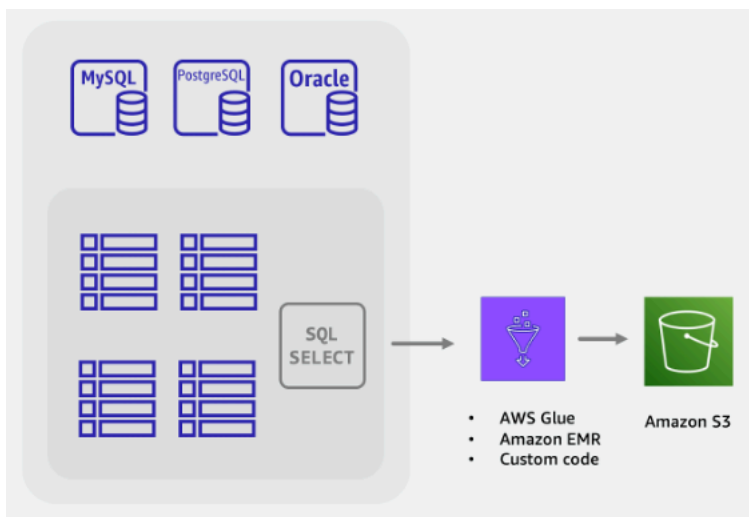 MySQL
PostgreSQL
Oracle
SQL
SELECT
• AWS Glue
• Amazon EMR
• Custom code
Amazon S3